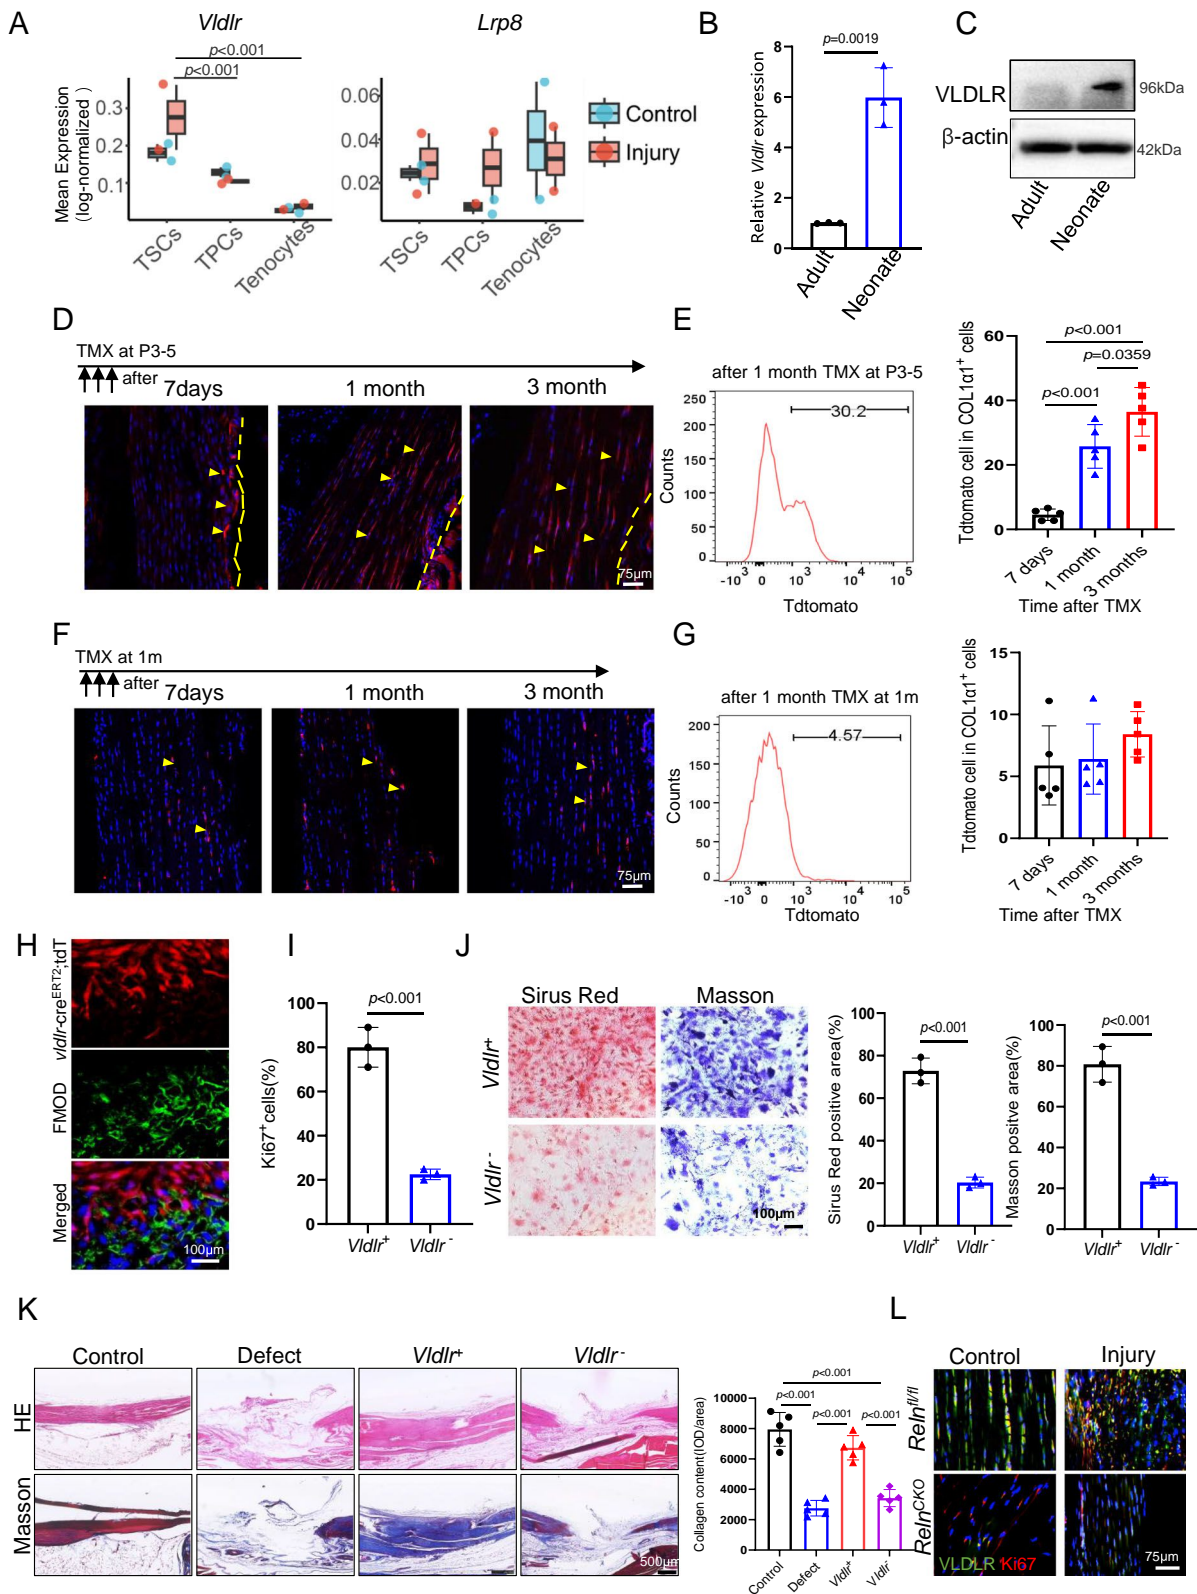 A
Vldlr
Lrp8
p<0.001
p<0.001
Mean Expression
(log-normalized )
0.3
0.2
0.1
0.06
0.04
0.02
Control
Injury
TSCs
TPCs
Tenocytes
TSCs
TPCs
Tenocytes
B
p=0.0019
Relative Vldlr expression
8
6
4
2
0
Adult
Neonate
C
VLDLR
96kDa
β-actin
42kDa
Adult
Neonate
D
TMX at P3-5
after
7days
1 month
3 month
75μm
E
after 1 month TMX at P3-5
30.2
Counts
250
200
150
100
50
0
-10³ 0 10³ 10⁴ 10⁵
Tdtomato
Tdtomato cell in COL1α1⁺ cells
60
40
20
0
p<0.001
p=0.0359
p<0.001
7 days
1 month
3 months
Time after TMX
F
TMX at 1m
after
7days
1 month
3 month
75μm
G
after 1 month TMX at 1m
4.57
Counts
200
150
100
50
0
-10³ 0 10³ 10⁴ 10⁵
Tdtomato
Tdtomato cell in COL1α1⁺ cells
15
10
5
0
7 days
1 month
3 months
Time after TMX
H
vldlr-creERT2;tdT
FMOD
Merged
100μm
I
p<0.001
Ki67⁺cells(%)
100
80
60
40
20
0
Vldlr⁺
Vldlr⁻
J
Sirus Red
Masson
Vldlr⁺
Vldlr⁻
100μm
Sirus Red positive area(%)
80
60
40
20
0
p<0.001
Vldlr⁺
Vldlr⁻
Masson positve area(%)
100
80
60
40
20
0
p<0.001
Vldlr⁺
Vldlr⁻
K
Control
Defect
Vldlr⁺
Vldlr⁻
HE
Masson
500μm
Collagen content(IOD/area)
10000
8000
6000
4000
2000
0
p<0.001
p<0.001
p<0.001
p<0.001
Control
Defect
Vldlr⁺
Vldlr⁻
L
Control
Injury
Relnfl/fl
RelnCKO
VLDLR Ki67
75μm